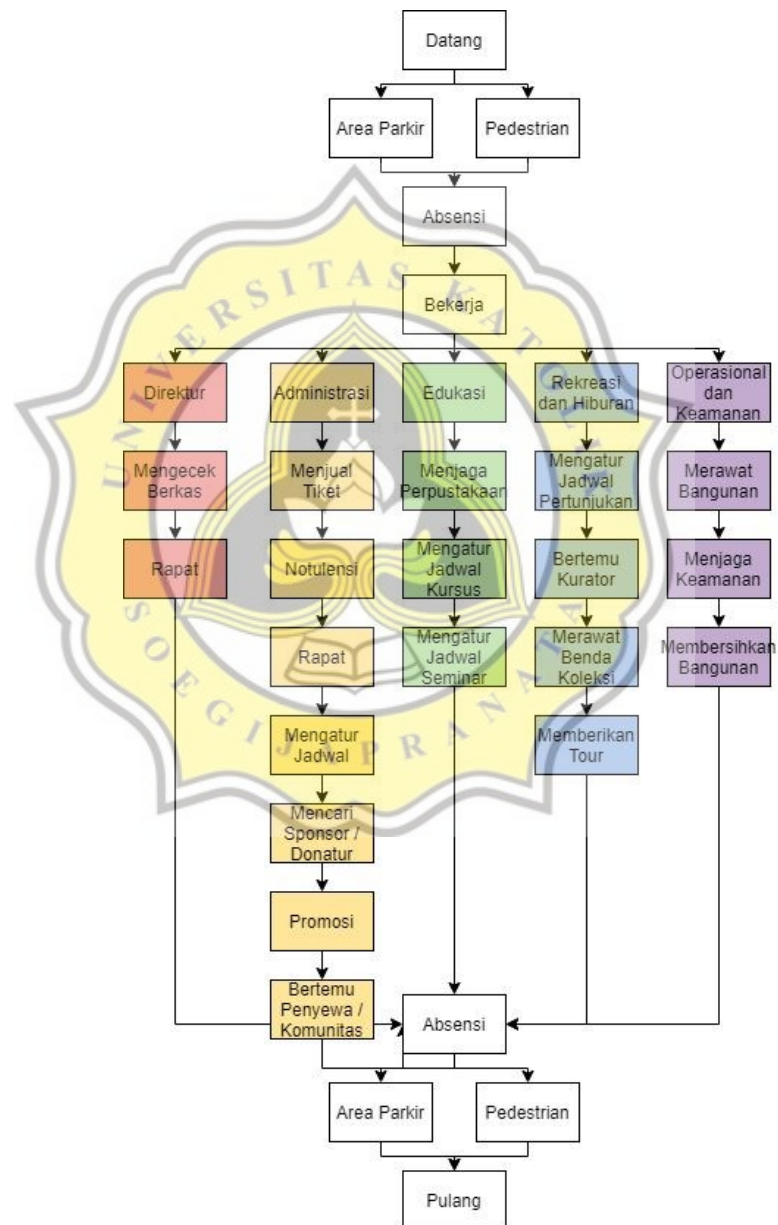 Datang
Area Parkir
Pedestrian
Absensi
Bekerja
Direktur
Administrasi
Edukasi
Rekreasi
dan Hiburan
Operasional
dan
Keamanan
Mengecek
Berkas
Menjual
Tiket
Menjaga
Perpustakaan
Mengatur
Jadwal
Pertunjukan
Merawat
Bangunan
Rapat
Notulensi
Mengatur
Jadwal
Kursus
Bertemu
Kurator
Menjaga
Keamanan
Rapat
Mengatur
Jadwal
Seminar
Merawat
Benda
Koleksi
Membersihkan
Bangunan
Mengatur
Jadwal
Memberikan
Tour
Mencari
Sponsor /
Donatur
Promosi
Bertemu
Penyewa /
Komunitas
Absensi
Area Parkir
Pedestrian
Pulang
UNIVERSITAS KATOLIK
SOEGIJAPRANATA